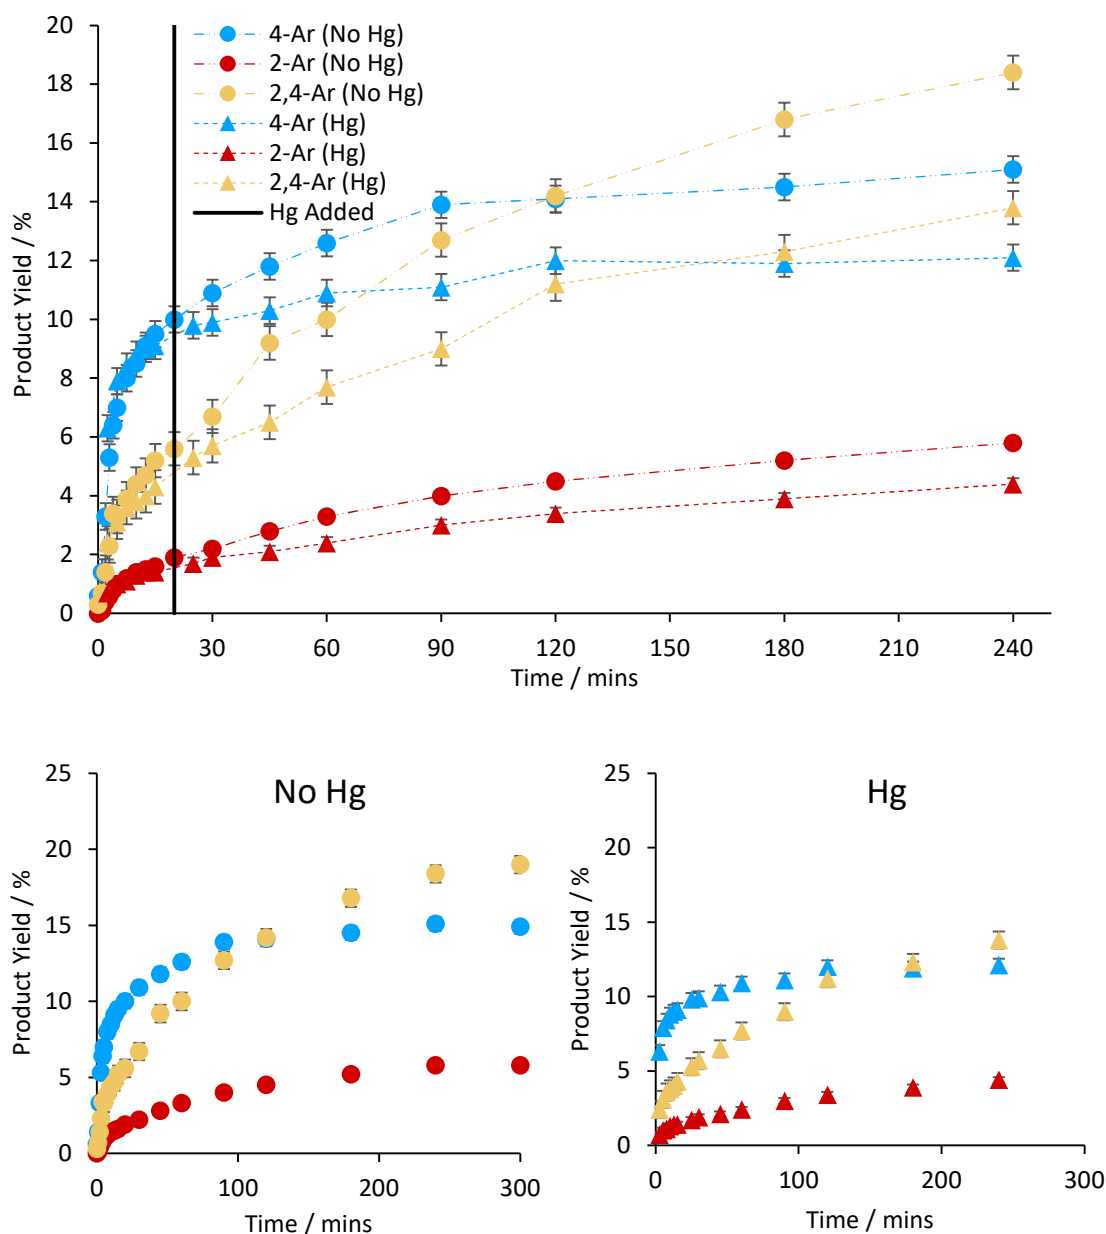 20
18
16
14
12
10
8
6
4
2
0
Product Yield / %
4-Ar (No Hg)
2-Ar (No Hg)
2,4-Ar (No Hg)
4-Ar (Hg)
2-Ar (Hg)
2,4-Ar (Hg)
Hg Added
0 30 60 90 120 150 180 210 240
Time / mins
No Hg
25
20
15
10
5
0
Product Yield / %
0 100 200 300
Time / mins
Hg
25
20
15
10
5
0
Product Yield / %
0 100 200 300
Time / mins